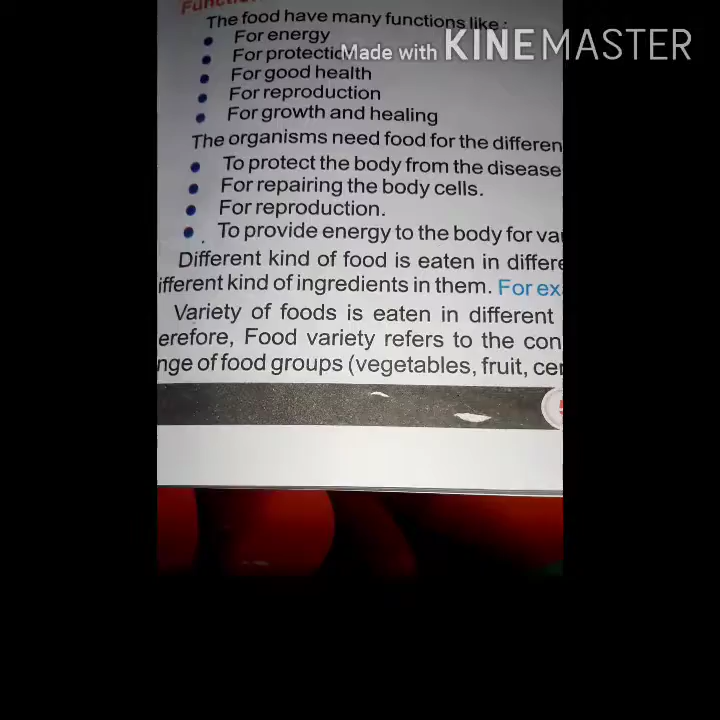 The food have many functions like :
For energy
Made with KINEMASTER
For good health
For reproduction
For growth and healing
The organisms need food for the differen
To protect the body from the disease
For repairing the body cells.
For reproduction.
To provide energy to the body for va
Different kind of food is eaten in differe
ifferent kind of ingredients in them. For ex
Variety of foods is eaten in different
erefore, Food variety refers to the con
nge of food groups (vegetables, fruit, cer